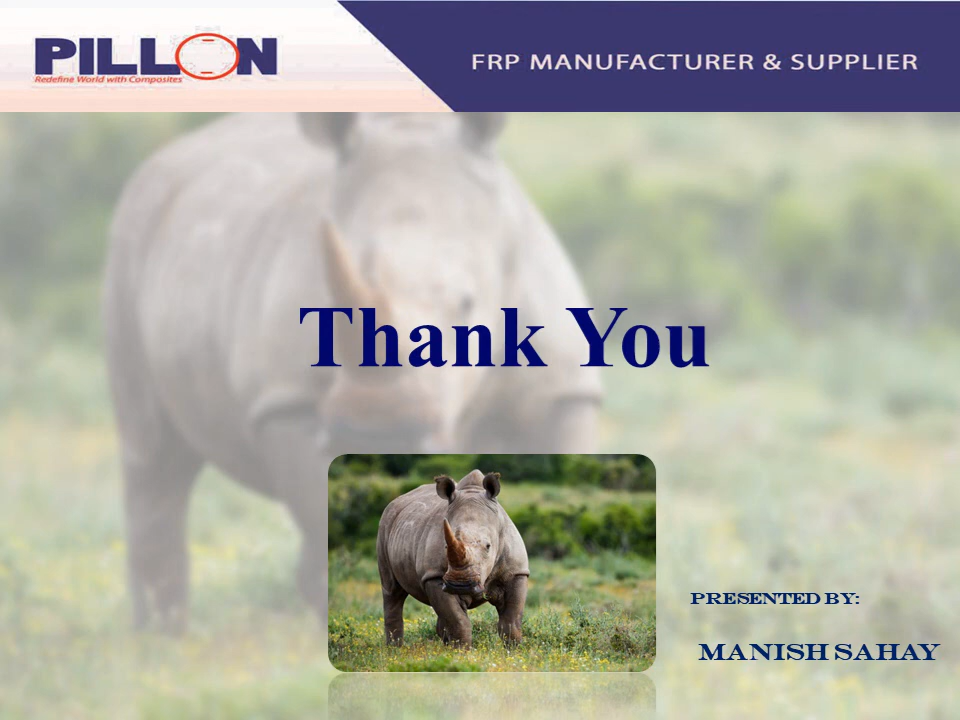 PILLON
Redefine World with Composites
FRP MANUFACTURER & SUPPLIER
Thank You
PRESENTED BY:
MANISH SAHAY